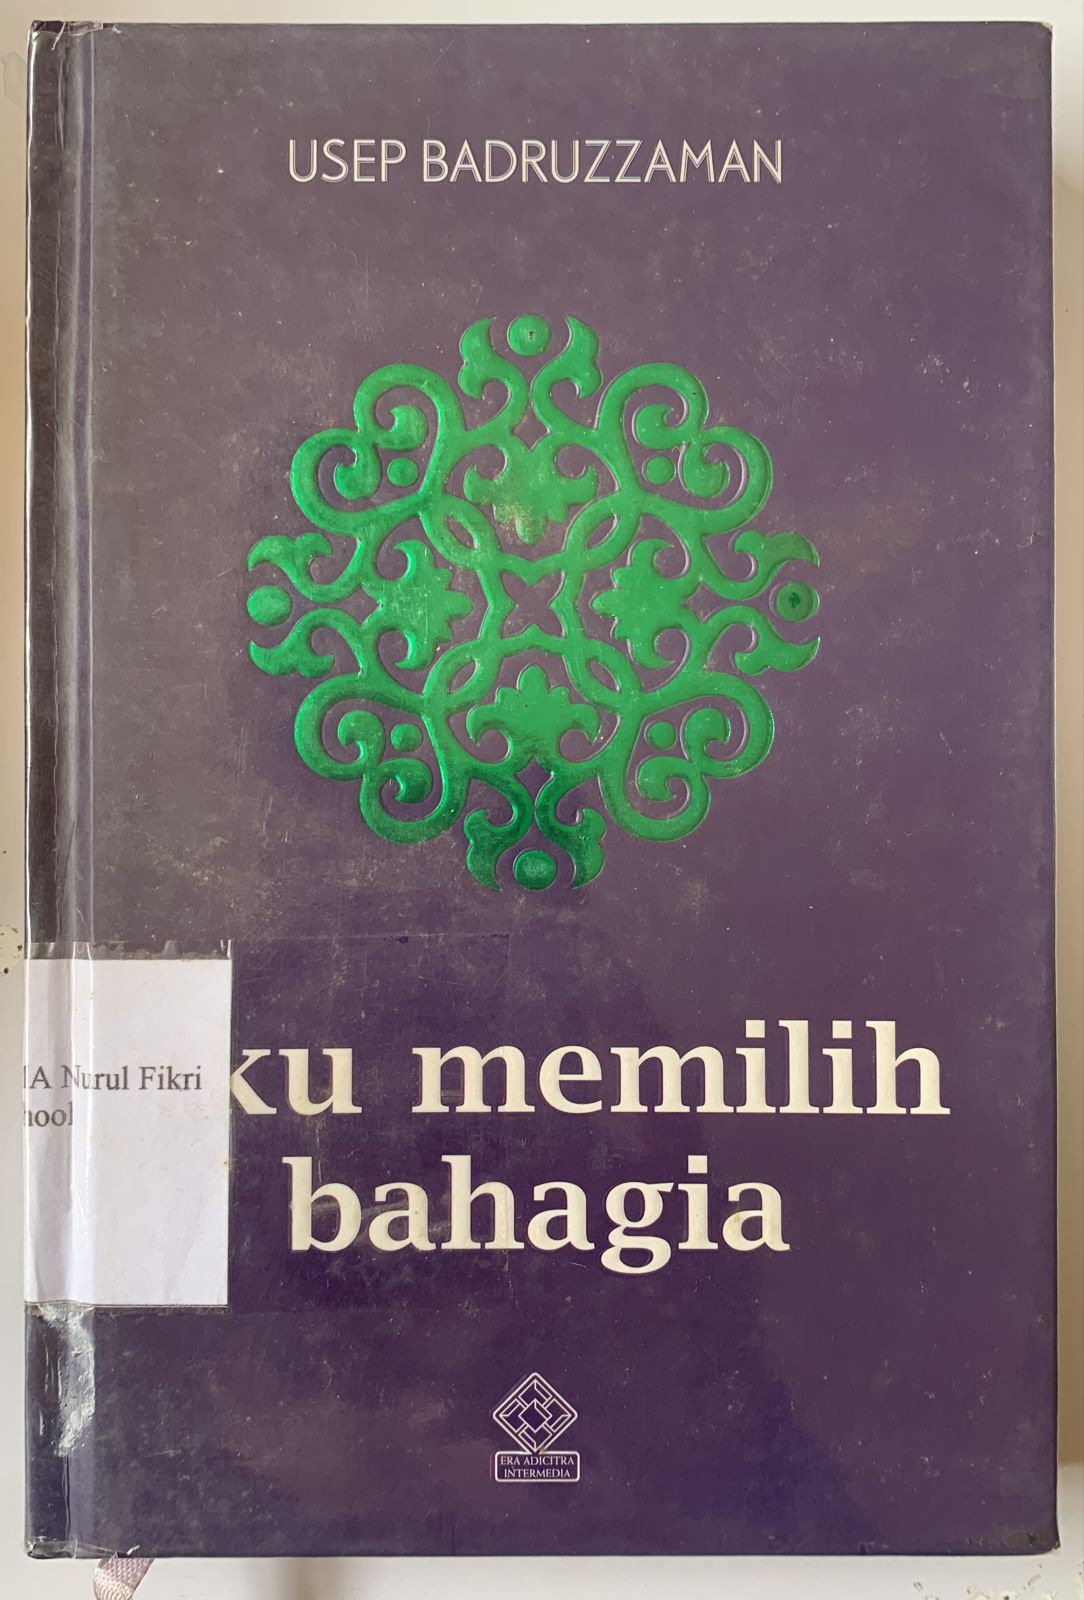 USEP BADRUZZAMAN
ku memilih
bahagia
A Nurul Fikri
hool
ERA ADICITRA
INTERMEDIA